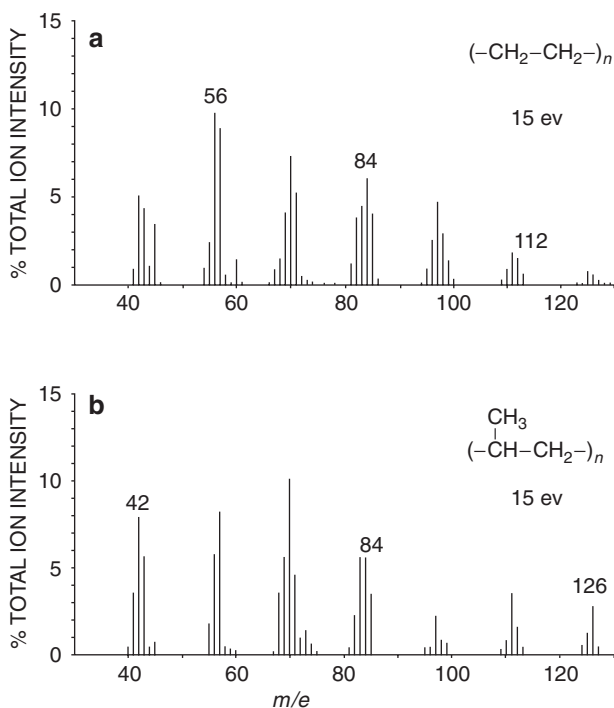 a
(–CH2–CH2–)n
15 ev
% TOTAL ION INTENSITY
15
10
5
0
56
84
112
40 60 80 100 120
b
CH3
(–CH–CH2–)n
15 ev
% TOTAL ION INTENSITY
15
10
5
0
42
84
126
40 60 80 100 120
m/e